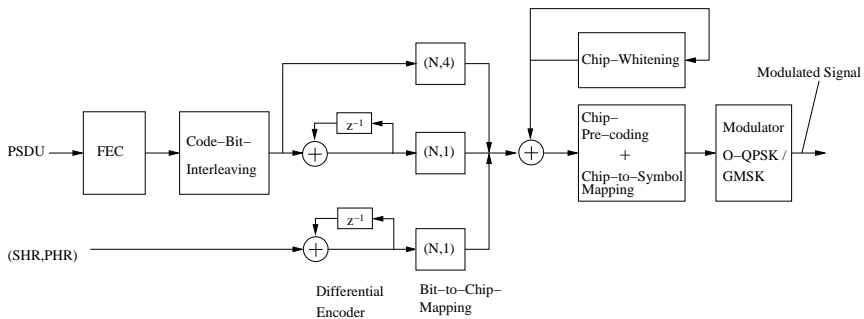 (N,4)
Chip−Whitening
Modulated Signal
PSDU
FEC
Code−Bit−
Interleaving
z−1
+
(N,1)
+
Chip−
Pre−coding
+
Chip−to−Symbol
Mapping
Modulator
O−QPSK /
GMSK
(SHR,PHR)
z−1
+
(N,1)
Differential
Encoder
Bit−to−Chip−
Mapping